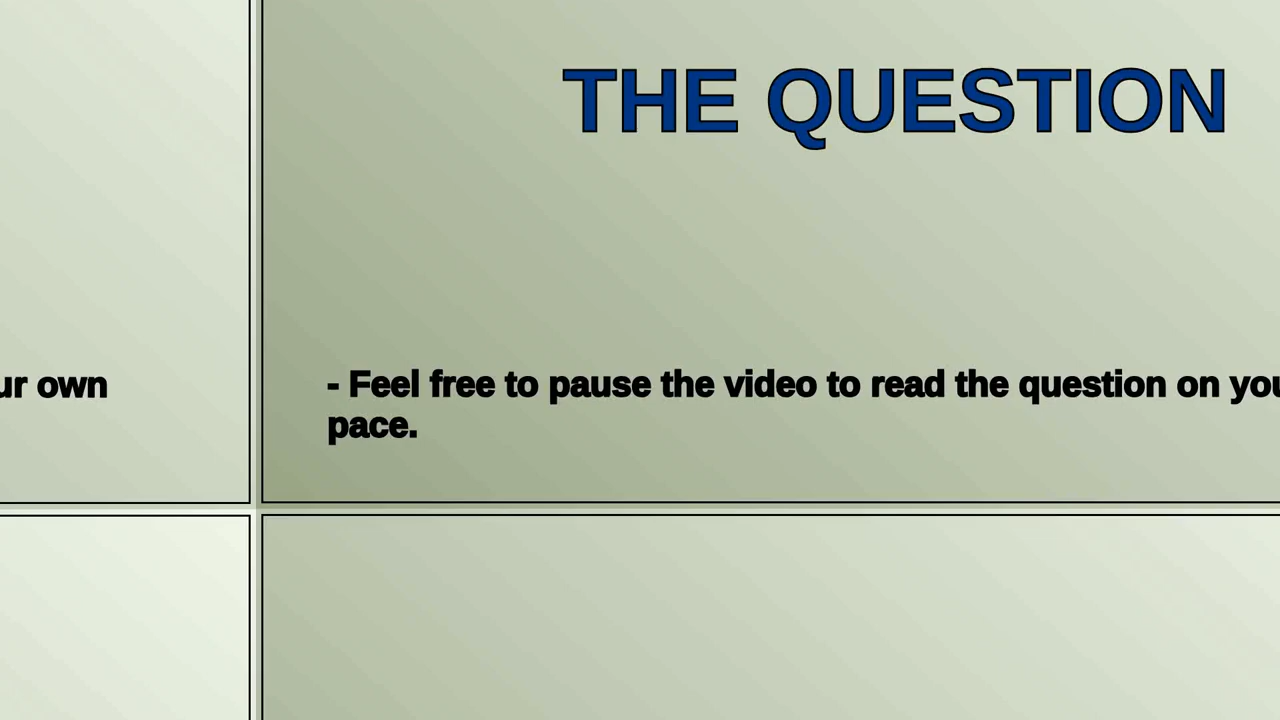 THE QUESTION
ur own
- Feel free to pause the video to read the question on you
pace.